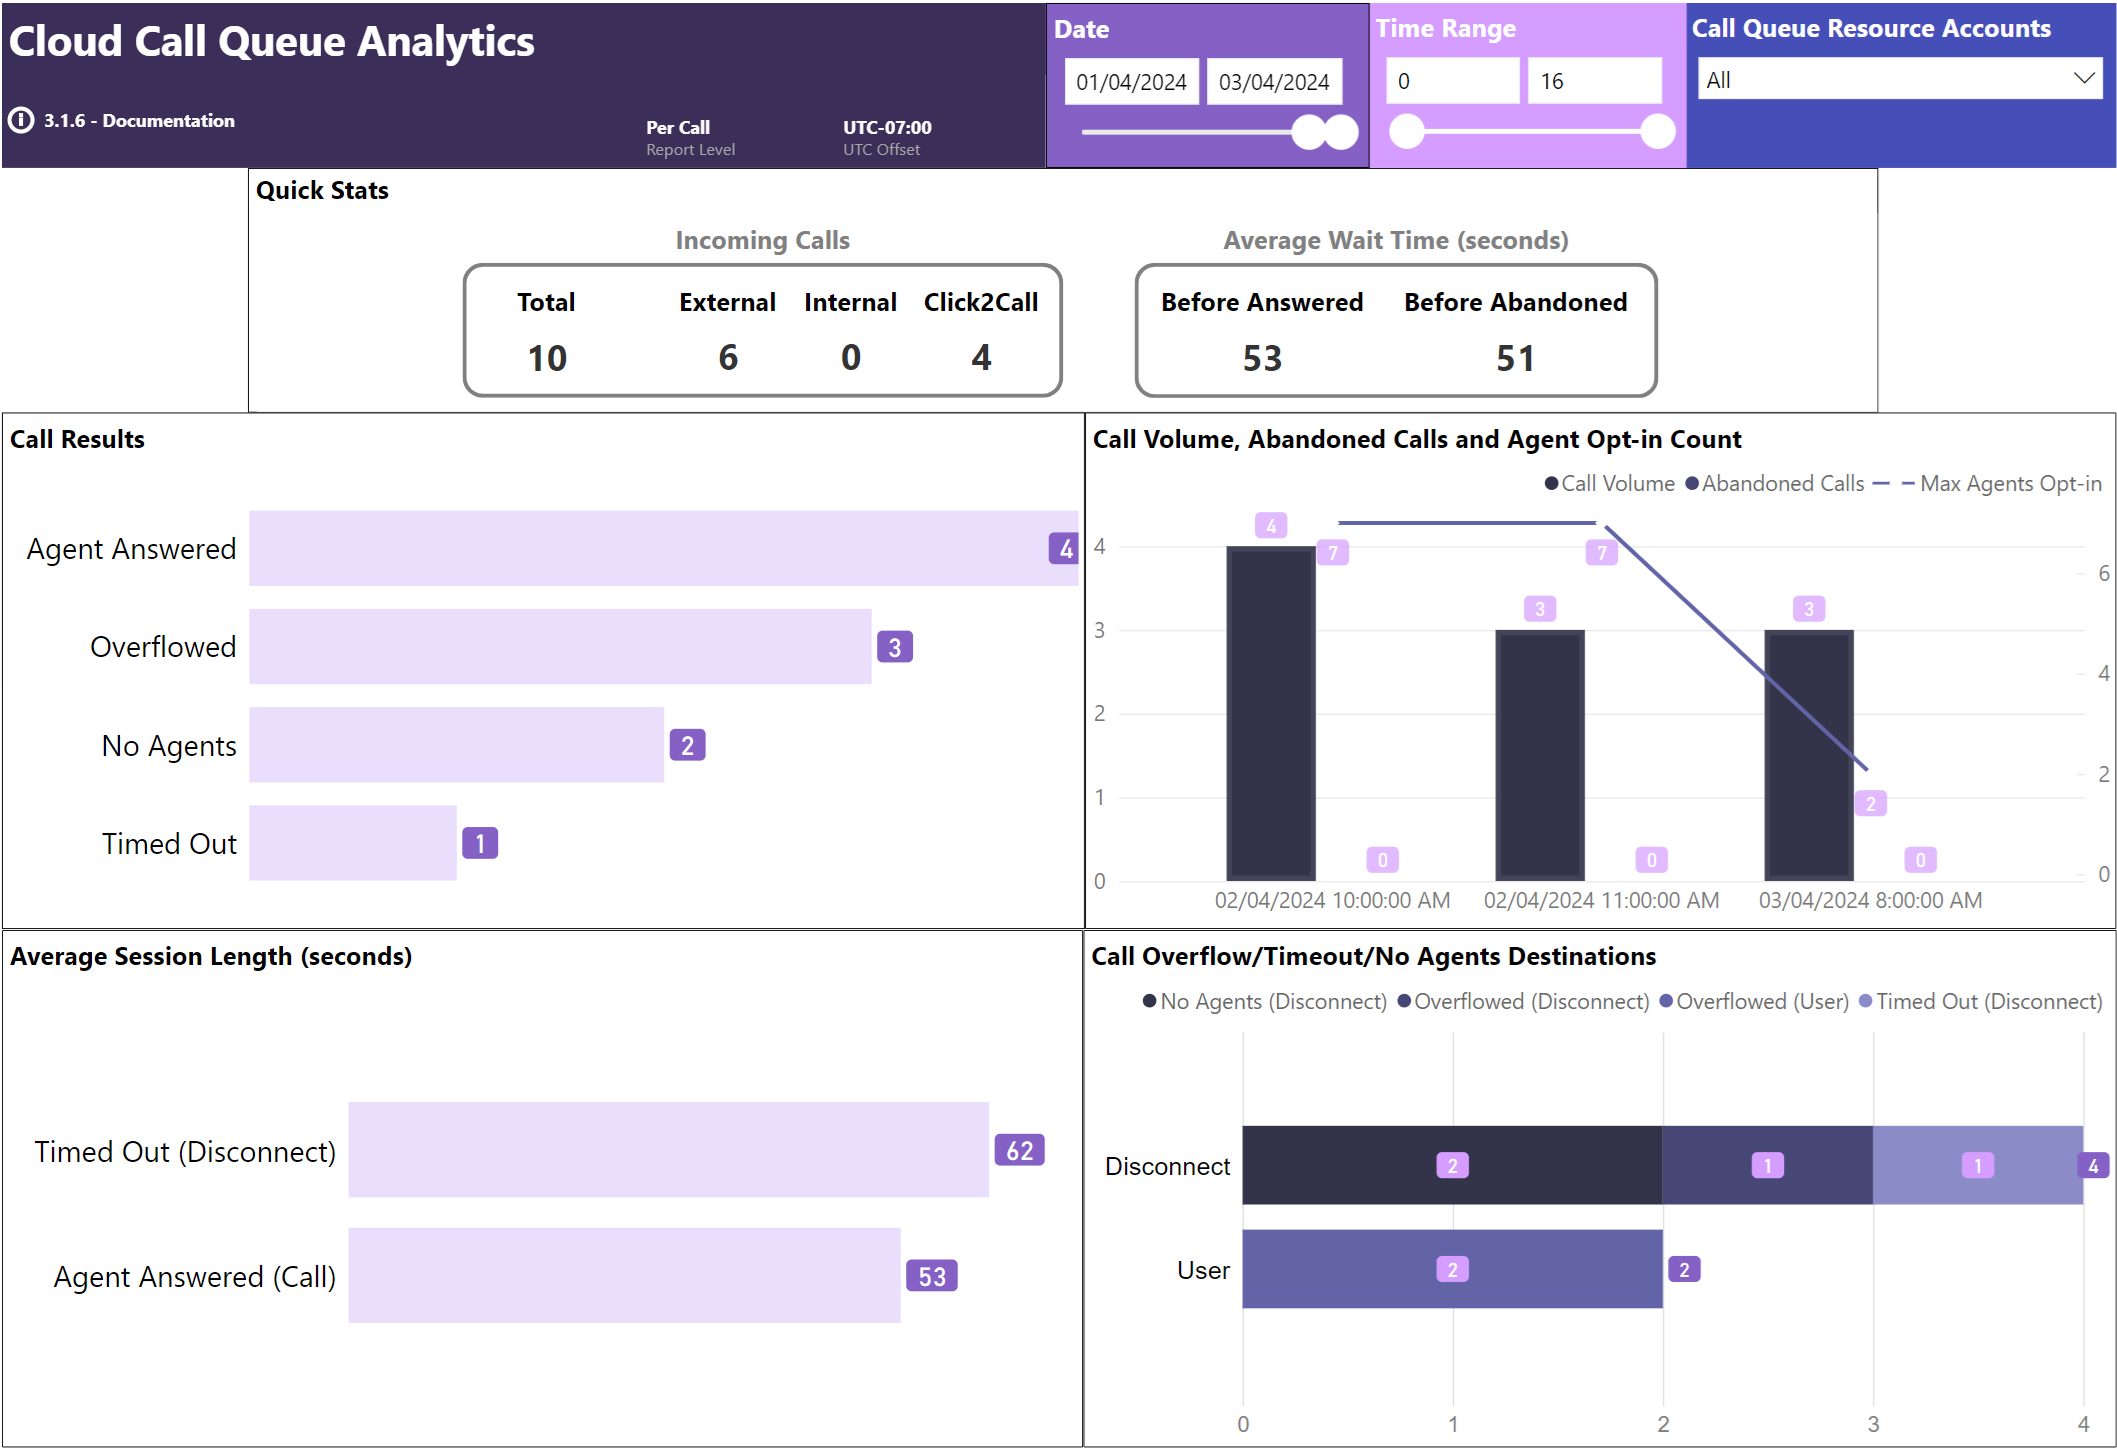 Cloud Call Queue Analytics
3.1.6 - Documentation
Per Call
Report Level
UTC-07:00
UTC Offset
Date
01/04/2024 03/04/2024
Time Range
0 16
Call Queue Resource Accounts
All
Quick Stats
Incoming Calls
Total External Internal Click2Call
10 6 0 4
Average Wait Time (seconds)
Before Answered Before Abandoned
53 51
Call Results
Agent Answered 4
Overflowed 3
No Agents 2
Timed Out 1
Call Volume, Abandoned Calls and Agent Opt-in Count
Call Volume Abandoned Calls Max Agents Opt-in
4
3
2
1
0
4 7 0
3 7 0
3 2 0
6
4
2
0
02/04/2024 10:00:00 AM 02/04/2024 11:00:00 AM 03/04/2024 8:00:00 AM
Average Session Length (seconds)
Timed Out (Disconnect) 62
Agent Answered (Call) 53
Call Overflow/Timeout/No Agents Destinations
No Agents (Disconnect) Overflowed (Disconnect) Overflowed (User) Timed Out (Disconnect)
Disconnect 2 1 1 4
User 2 2
0 1 2 3 4